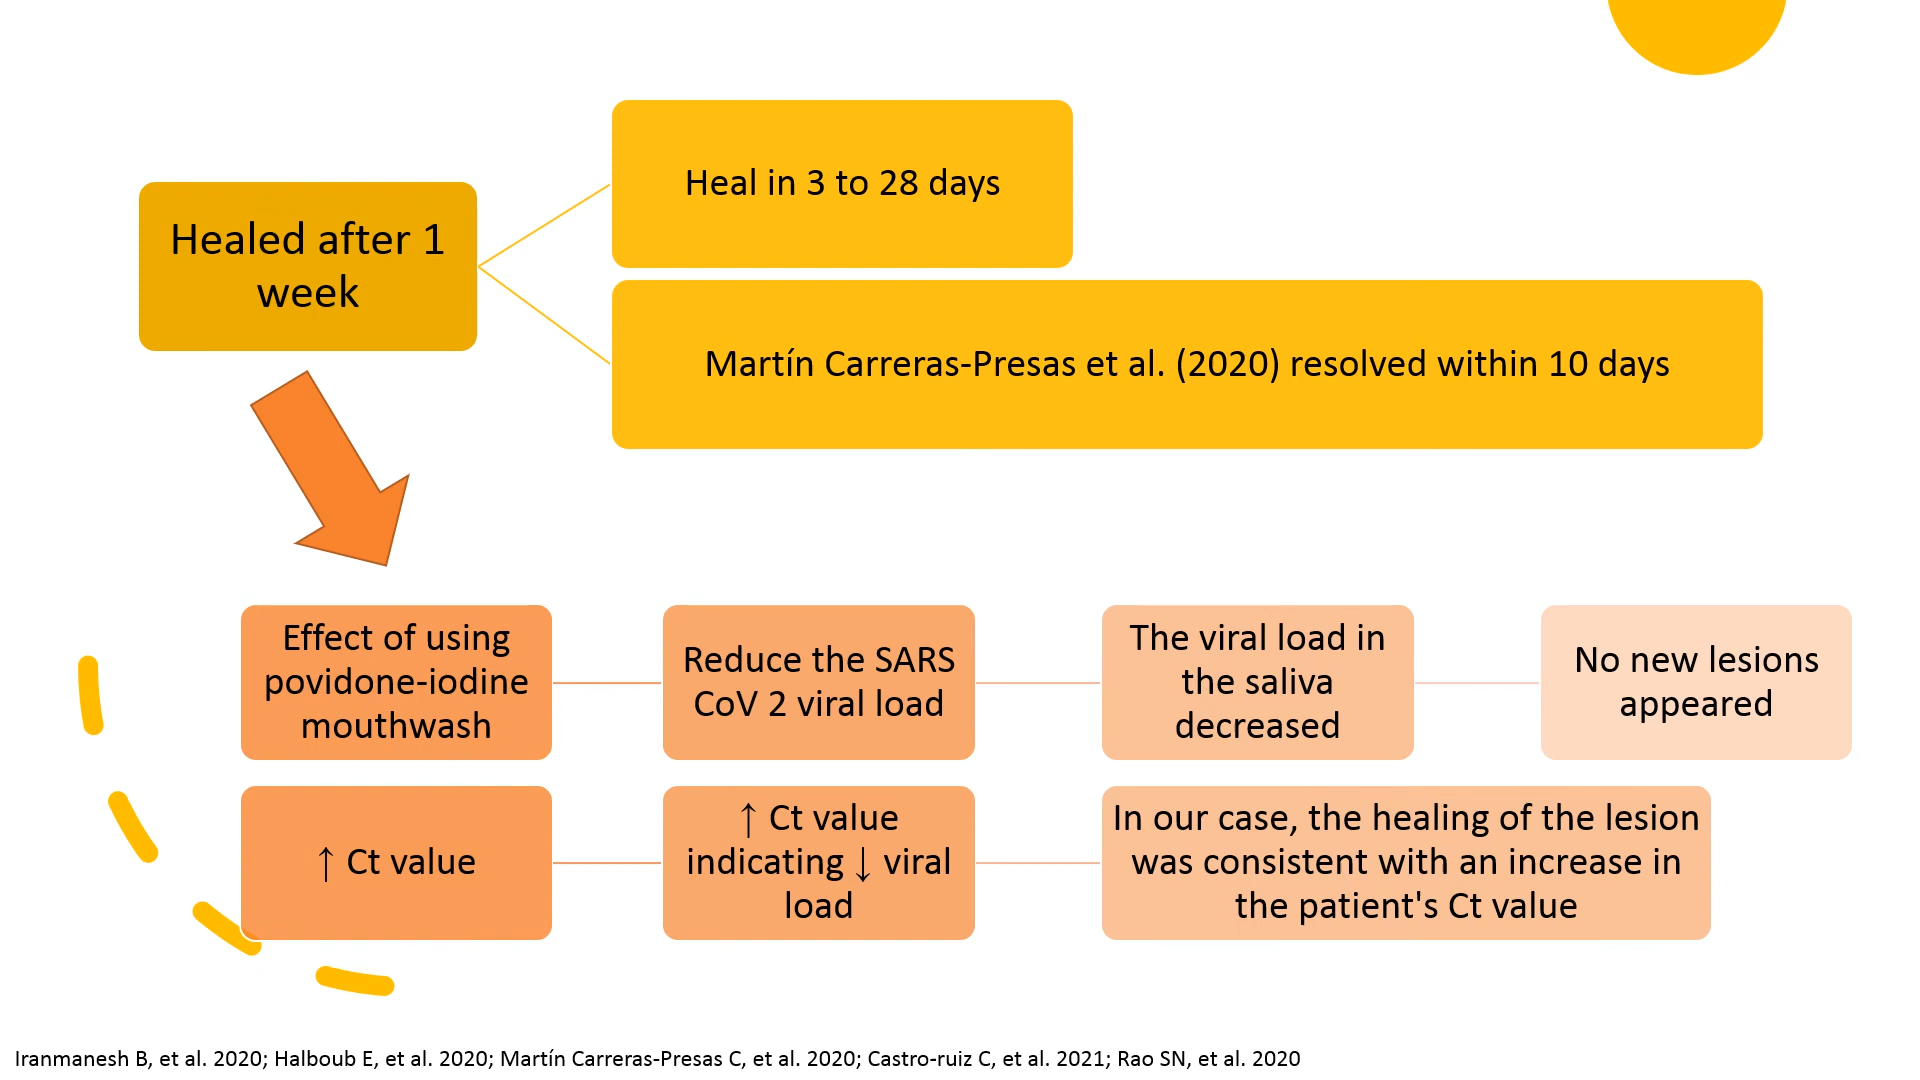 Healed after 1
week
Heal in 3 to 28 days
Martín Carreras-Presas et al. (2020) resolved within 10 days
Effect of using
povidone-iodine
mouthwash
Reduce the SARS
CoV 2 viral load
The viral load in
the saliva
decreased
No new lesions
appeared
↑ Ct value
↑ Ct value
indicating ↓ viral
load
In our case, the healing of the lesion
was consistent with an increase in
the patient's Ct value
Iranmanesh B, et al. 2020; Halboub E, et al. 2020; Martín Carreras-Presas C, et al. 2020; Castro-ruiz C, et al. 2021; Rao SN, et al. 2020